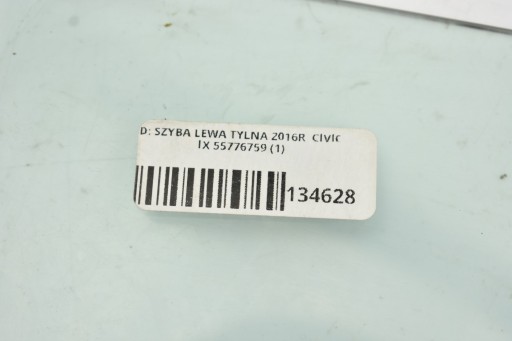 D: SZYBA LEWA TYLNA 2016R CIVIC
IX 55776759 (1)
134628